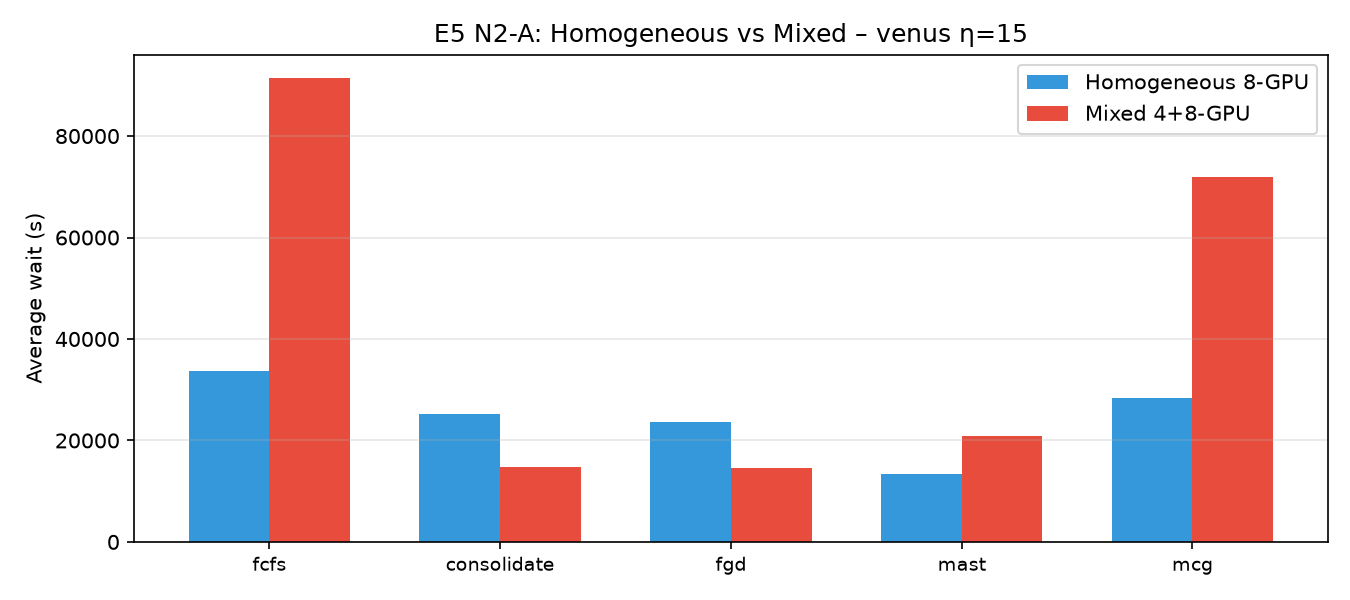 E5 N2-A: Homogeneous vs Mixed – venus η=15
Homogeneous 8-GPU
Mixed 4+8-GPU
Average wait (s)
80000
60000
40000
20000
0
fcfs consolidate fgd mast mcg